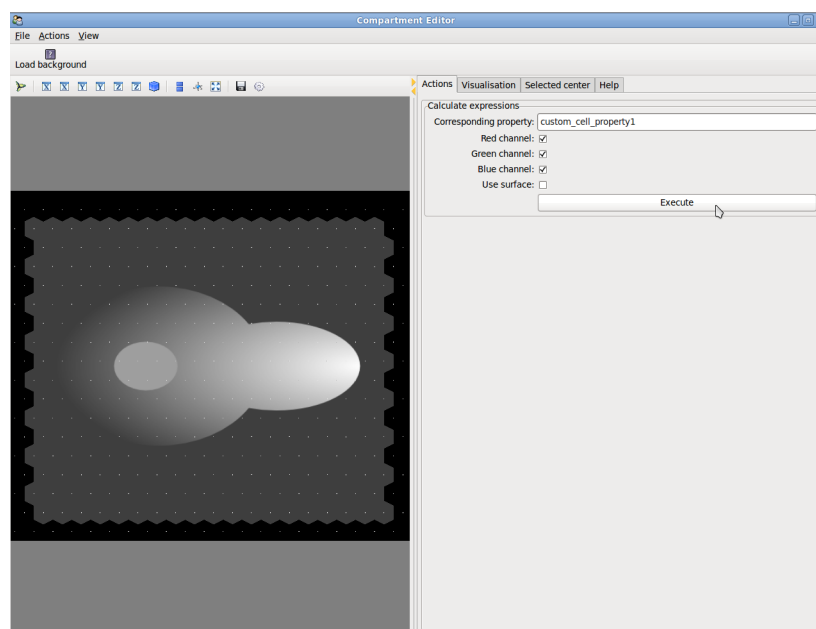 Compartment Editor
File Actions View
?
Load background
X X Y Y Z Z
Actions Visualisation Selected center Help
Calculate expressions
Corresponding property: custom_cell_property1
Red channel:
Green channel:
Blue channel:
Use surface:
Execute